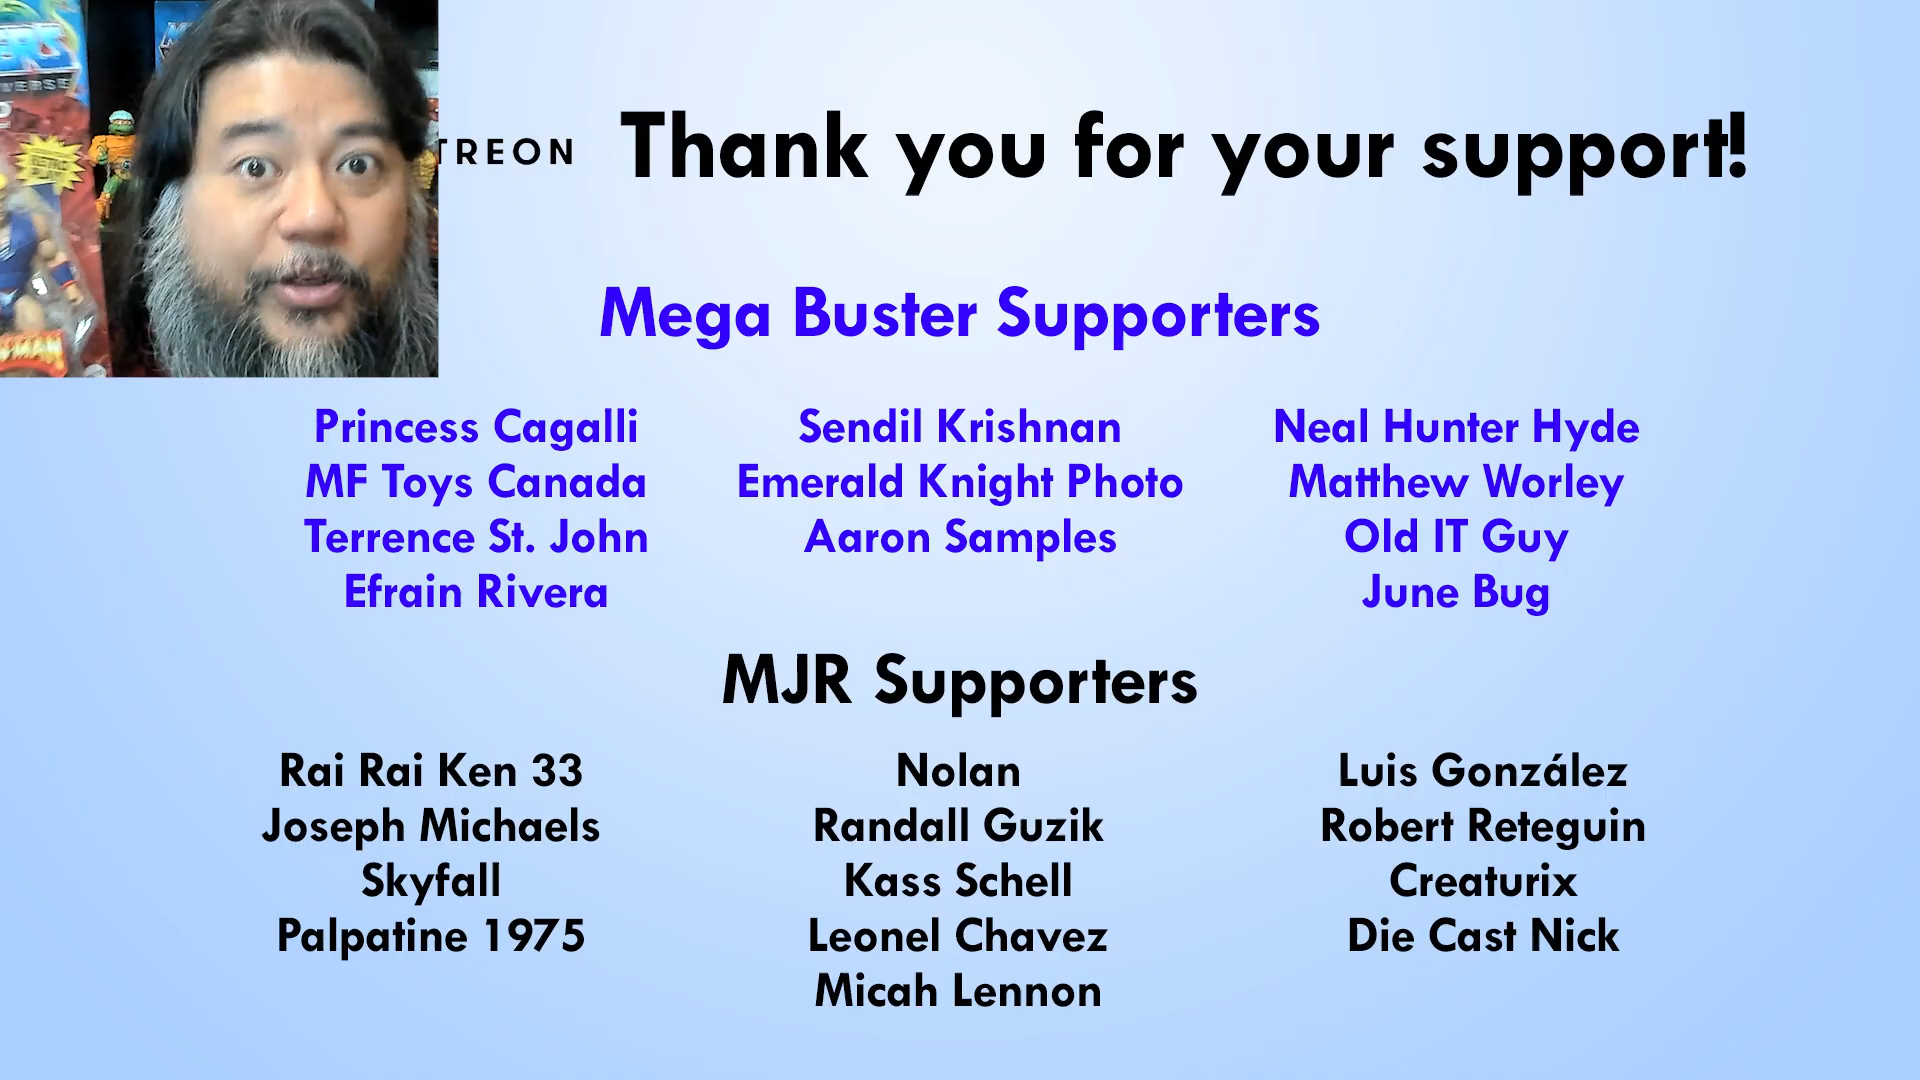 TREON
Thank you for your support!
Mega Buster Supporters
Princess Cagalli
MF Toys Canada
Terrence St. John
Efrain Rivera
Sendil Krishnan
Emerald Knight Photo
Aaron Samples
Neal Hunter Hyde
Matthew Worley
Old IT Guy
June Bug
MJR Supporters
Rai Rai Ken 33
Joseph Michaels
Skyfall
Palpatine 1975
Nolan
Randall Guzik
Kass Schell
Leonel Chavez
Micah Lennon
Luis González
Robert Reteguin
Creaturix
Die Cast Nick